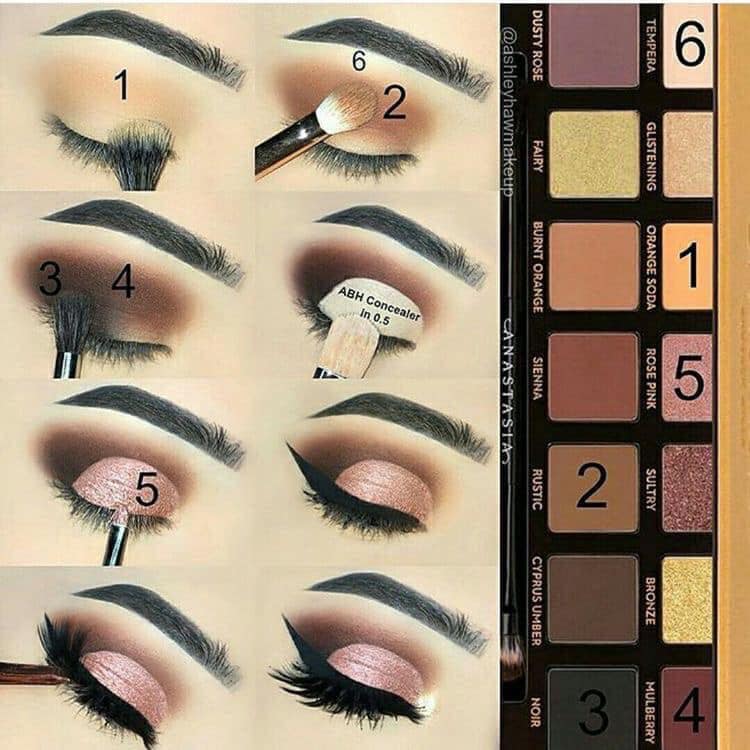 1
6
2
3
4
ABH Concealer
in 0.5
5
@ashleyhawmakeup
ANASTASIA
DUSTY ROSE
TEMPERA
6
FAIRY
GLISTENING
BURNT ORANGE
ORANGE SODA
1
SIENNA
ROSE PINK
5
RUSTIC
2
SULTRY
CYPRUS UMBER
BRONZE
NOIR
3
MULBERRY
4